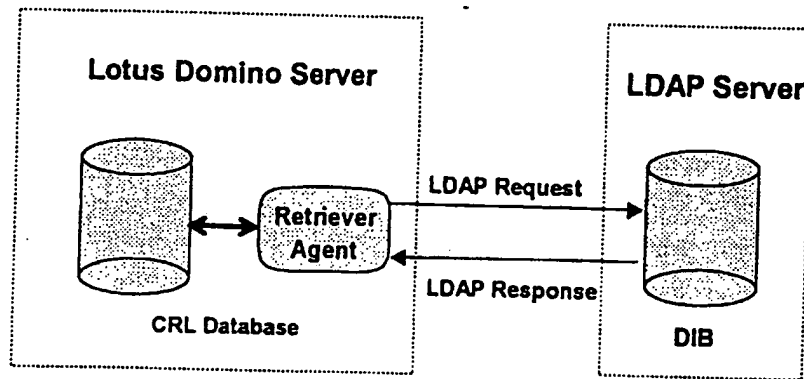 Lotus Domino Server
LDAP Server
LDAP Request
Retriever
Agent
LDAP Response
CRL Database
DIB